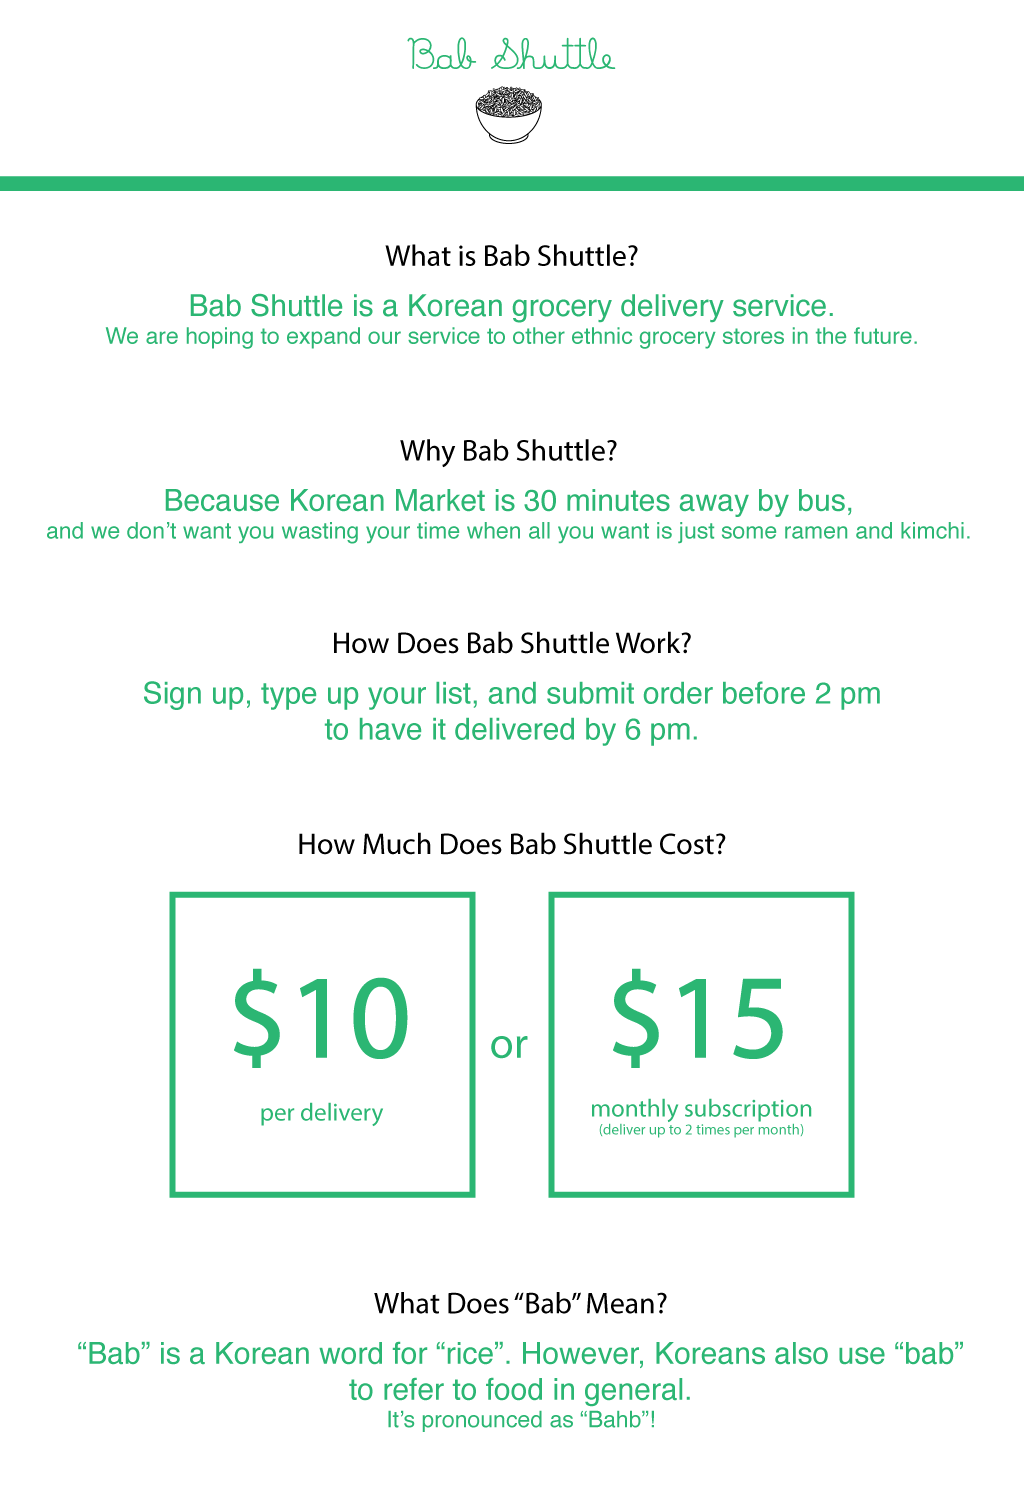 Bab Shuttle
What is Bab Shuttle?
Bab Shuttle is a Korean grocery delivery service.
We are hoping to expand our service to other ethnic grocery stores in the future.
Why Bab Shuttle?
Because Korean Market is 30 minutes away by bus,
and we don’t want you wasting your time when all you want is just some ramen and kimchi.
How Does Bab Shuttle Work?
Sign up, type up your list, and submit order before 2 pm
to have it delivered by 6 pm.
How Much Does Bab Shuttle Cost?
$10
per delivery
or
$15
monthly subscription
(deliver up to 2 times per month)
What Does “Bab” Mean?
“Bab” is a Korean word for “rice”. However, Koreans also use “bab”
to refer to food in general.
It’s pronounced as “Bahb”!